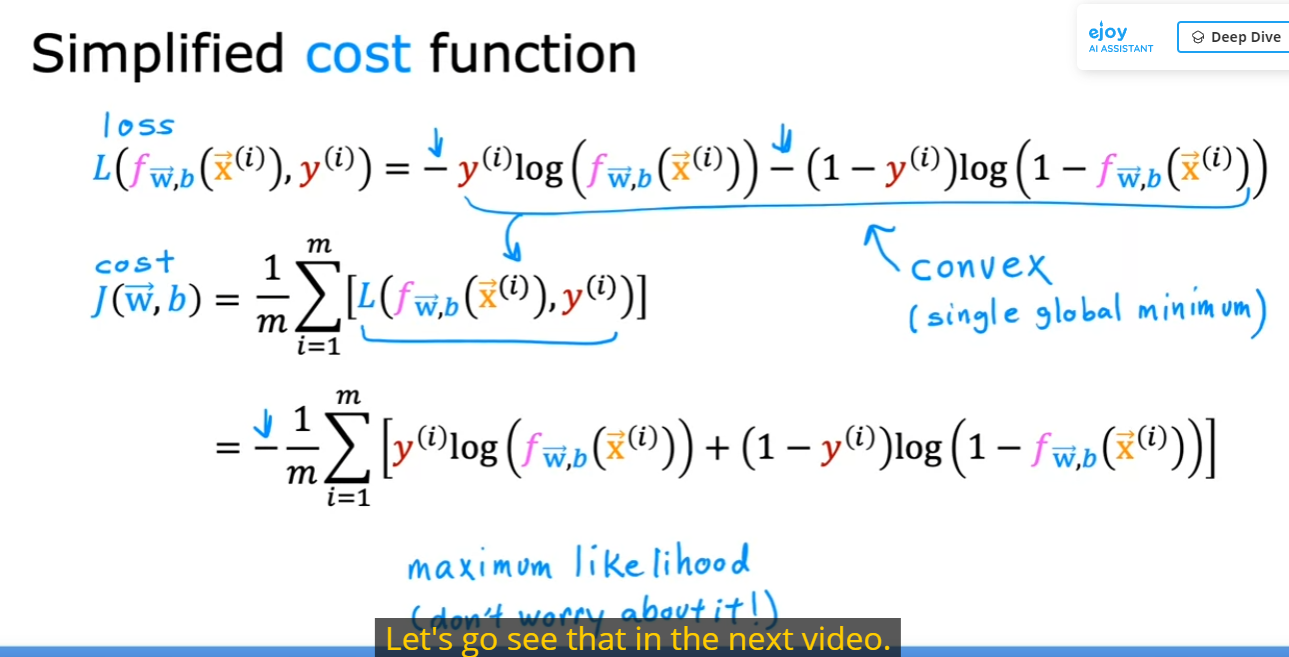 Simplified cost function
ejoy
AI ASSISTANT
Deep Dive
loss
L(f_{\vec{w},b}(\vec{x}^{(i)}), y^{(i)}) = − y^{(i)}log(f_{\vec{w},b}(\vec{x}^{(i)})) − (1 − y^{(i)})log(1 − f_{\vec{w},b}(\vec{x}^{(i)}))
cost
J(\vec{w}, b) = \frac{1}{m} \sum_{i=1}^{m} [L(f_{\vec{w},b}(\vec{x}^{(i)}), y^{(i)})]
convex
(single global minimum)
= − \frac{1}{m} \sum_{i=1}^{m} [y^{(i)}log(f_{\vec{w},b}(\vec{x}^{(i)})) + (1 − y^{(i)})log(1 − f_{\vec{w},b}(\vec{x}^{(i)}))]
maximum likelihood
(don't worry about it!)
Let's go see that in the next video.